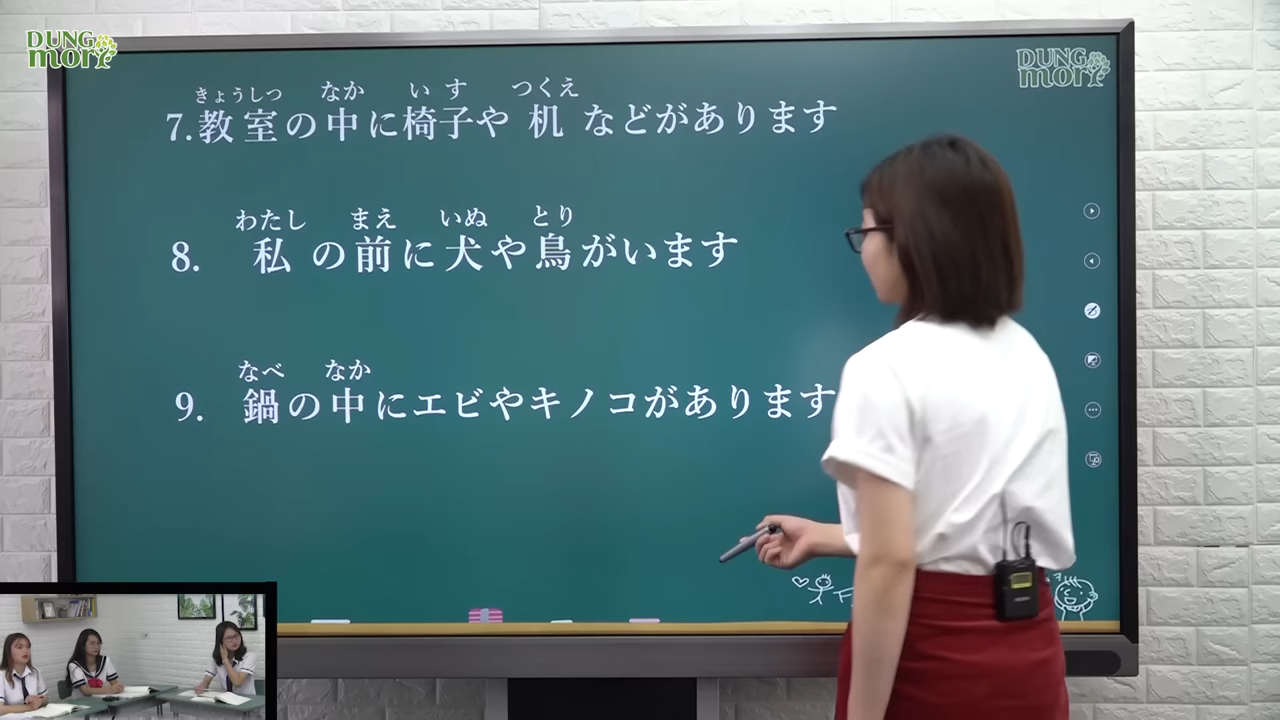 DUNG
mori
DUNG
mori
きょうしつ なか いす つくえ
7.教室の中に椅子や 机 などがあります
わたし まえ いぬ とり
8. 私 の前に犬や鳥がいます
なべ なか
9. 鍋の中にエビやキノコがあります